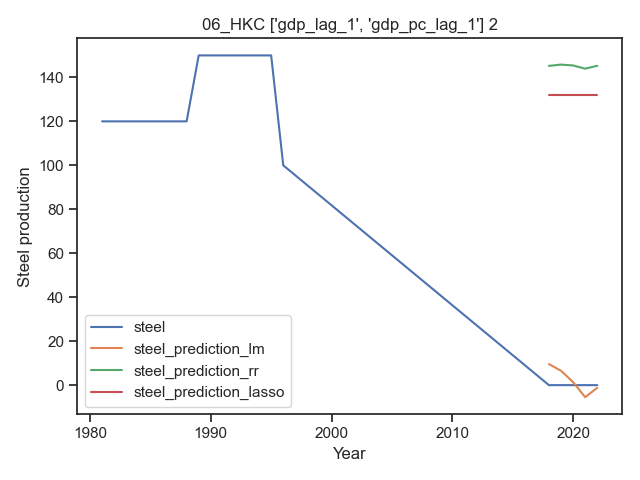 06_HKC ['gdp_lag_1', 'gdp_pc_lag_1'] 2
Steel production
140
120
100
80
60
40
20
0
steel
steel_prediction_lm
steel_prediction_rr
steel_prediction_lasso
1980
1990
2000
2010
2020
Year